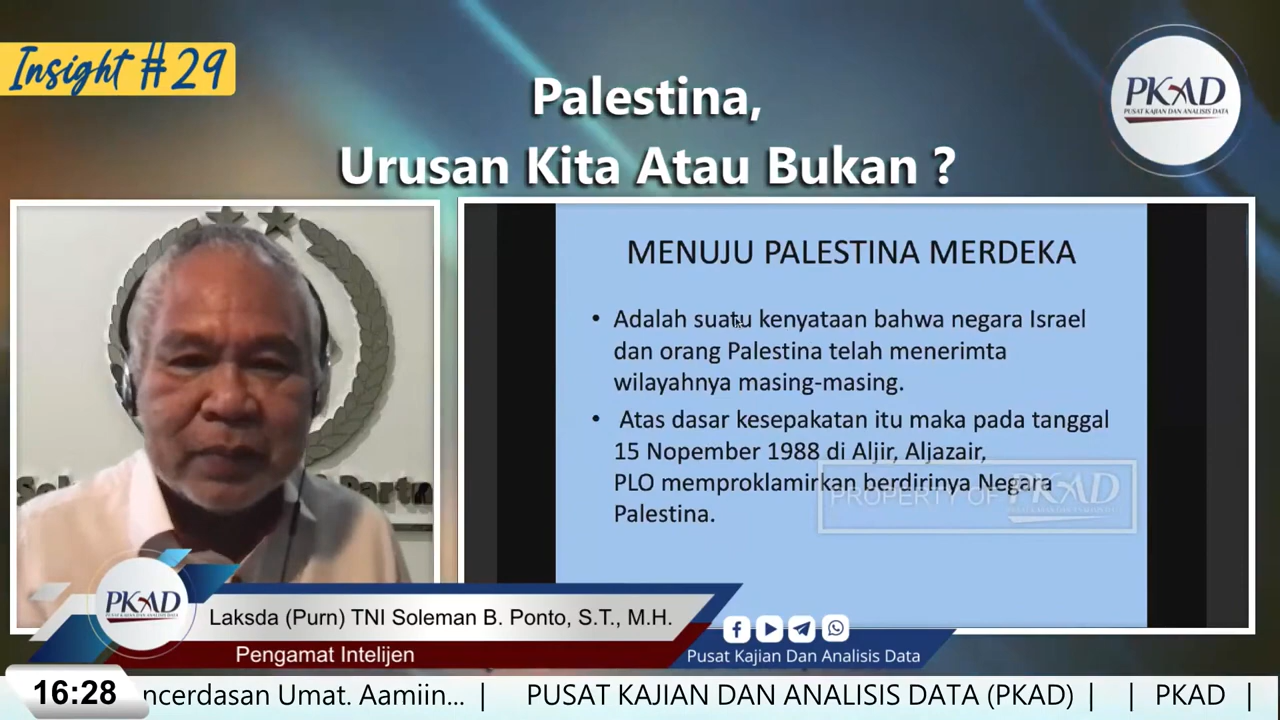 Insight #29
Palestina,
Urusan Kita Atau Bukan ?
PKAD
PUSAT KAJIAN DAN ANALISIS DATA
MENUJU PALESTINA MERDEKA
• Adalah suatu kenyataan bahwa negara Israel
dan orang Palestina telah menerimta
wilayahnya masing-masing.
• Atas dasar kesepakatan itu maka pada tanggal
15 Nopember 1988 di Aljir, Aljazair,
PLO memproklamirkan berdirinya Negara
Palestina.
PROPERTY OF PKAD
PKAD
Laksda (Purn) TNI Soleman B. Ponto, S.T., M.H.
Pengamat Intelijen
Pusat Kajian Dan Analisis Data
16:28
ncerdasan Umat. Aamiin... | PUSAT KAJIAN DAN ANALISIS DATA (PKAD) | | PKAD |